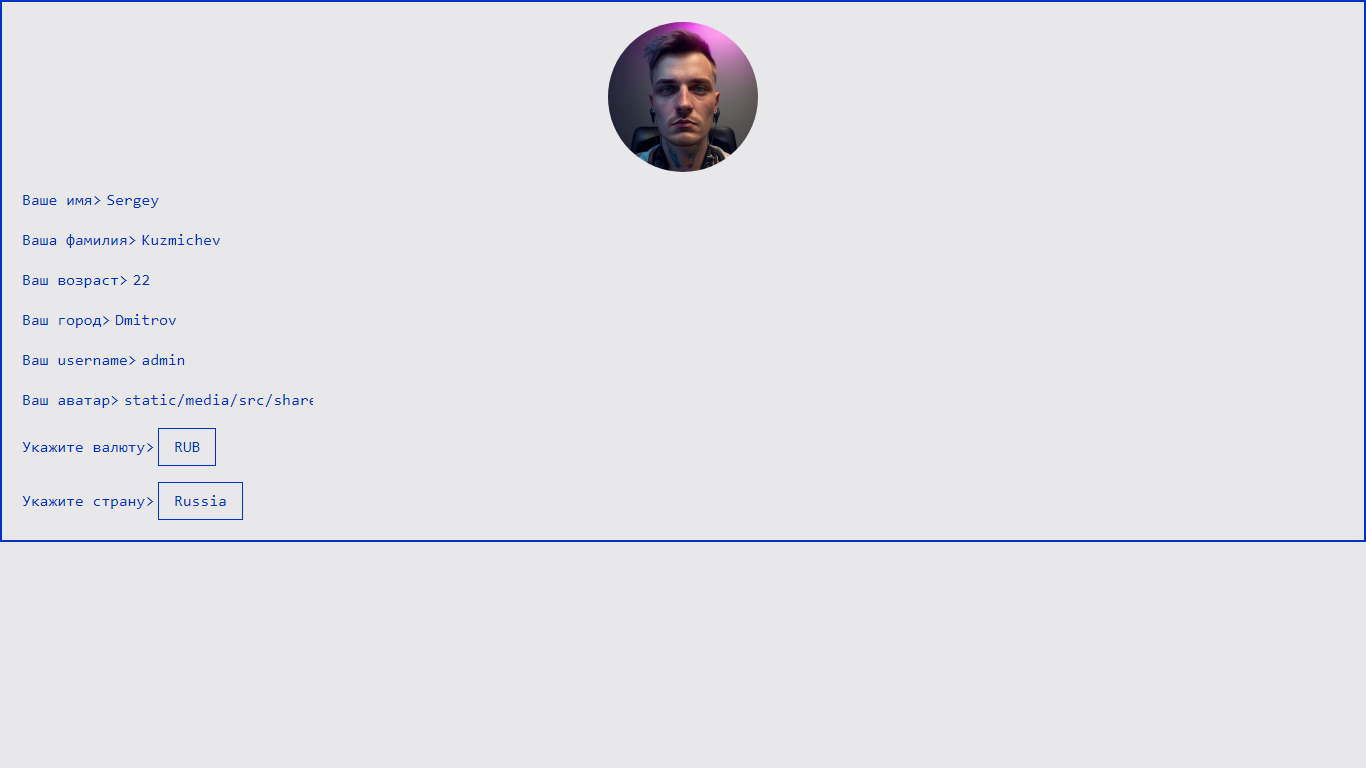 Ваше имя> Sergey
Ваша фамилия> Kuzmichev
Ваш возраст> 22
Ваш город> Dmitrov
Ваш username> admin
Ваш аватар> static/media/src/share
Укажите валюту> RUB
Укажите страну> Russia